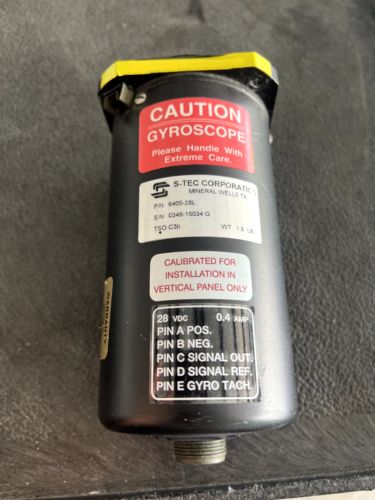 CAUTION
GYROSCOPE
Please Handle With
Extreme Care.
S-TEC CORPORATION
MINERAL WELLS TX
P/N 6405-28L
S/N 0349-15034 G
TSO C3b WT. 1.8 LB
CALIBRATED FOR
INSTALLATION IN
VERTICAL PANEL ONLY
28 VDC 0.4 AMP
PIN A POS.
PIN B NEG.
PIN C SIGNAL OUT.
PIN D SIGNAL REF.
PIN E GYRO TACH.
WARRANTY